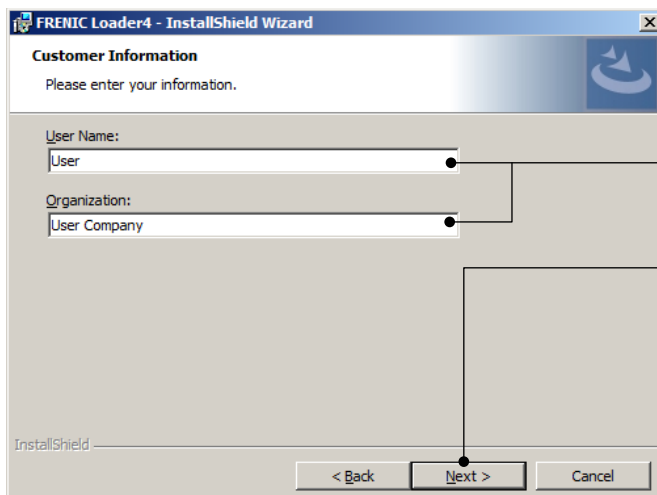 FRENIC Loader4 - InstallShield Wizard
Customer Information
Please enter your information.
User Name:
User
Organization:
User Company
InstallShield
< Back Next > Cancel